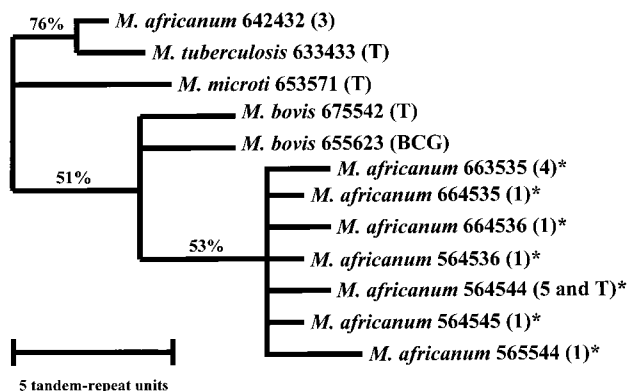 76%
M. africanum 642432 (3)
M. tuberculosis 633433 (T)
M. microti 653571 (T)
M. bovis 675542 (T)
M. bovis 655623 (BCG)
M. africanum 663535 (4)*
51%
M. africanum 664535 (1)*
M. africanum 664536 (1)*
53%
M. africanum 564536 (1)*
M. africanum 564544 (5 and T)*
M. africanum 564545 (1)*
M. africanum 565544 (1)*
5 tandem-repeat units